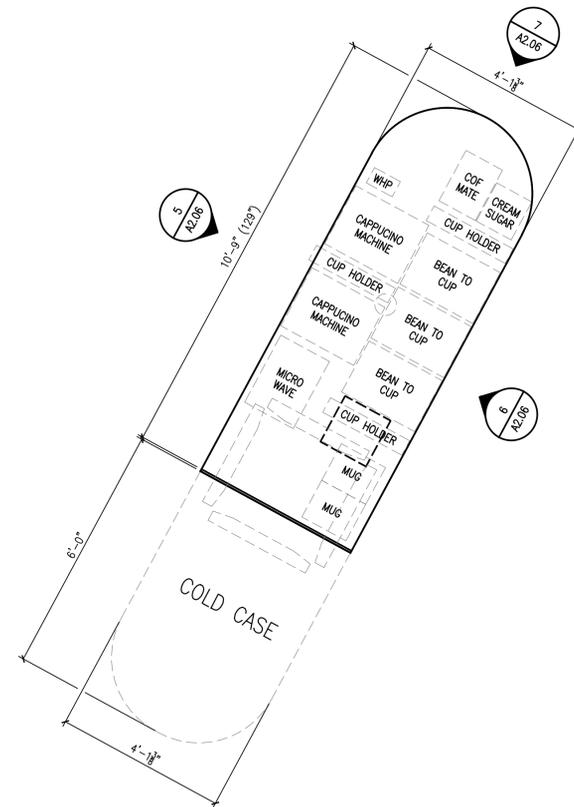 7
A2.06
4'-1⅜"
5
A2.06
10'-9" (129")
WHP
COF
MATE
CREAM
SUGAR
CUP HOLDER
CAPPUCINO
MACHINE
BEAN TO
CUP
CUP HOLDER
CAPPUCINO
MACHINE
BEAN TO
CUP
MICRO
WAVE
BEAN TO
CUP
6
A2.06
CUP HOLDER
MUG
MUG
6'-0"
COLD CASE
4'-1⅜"